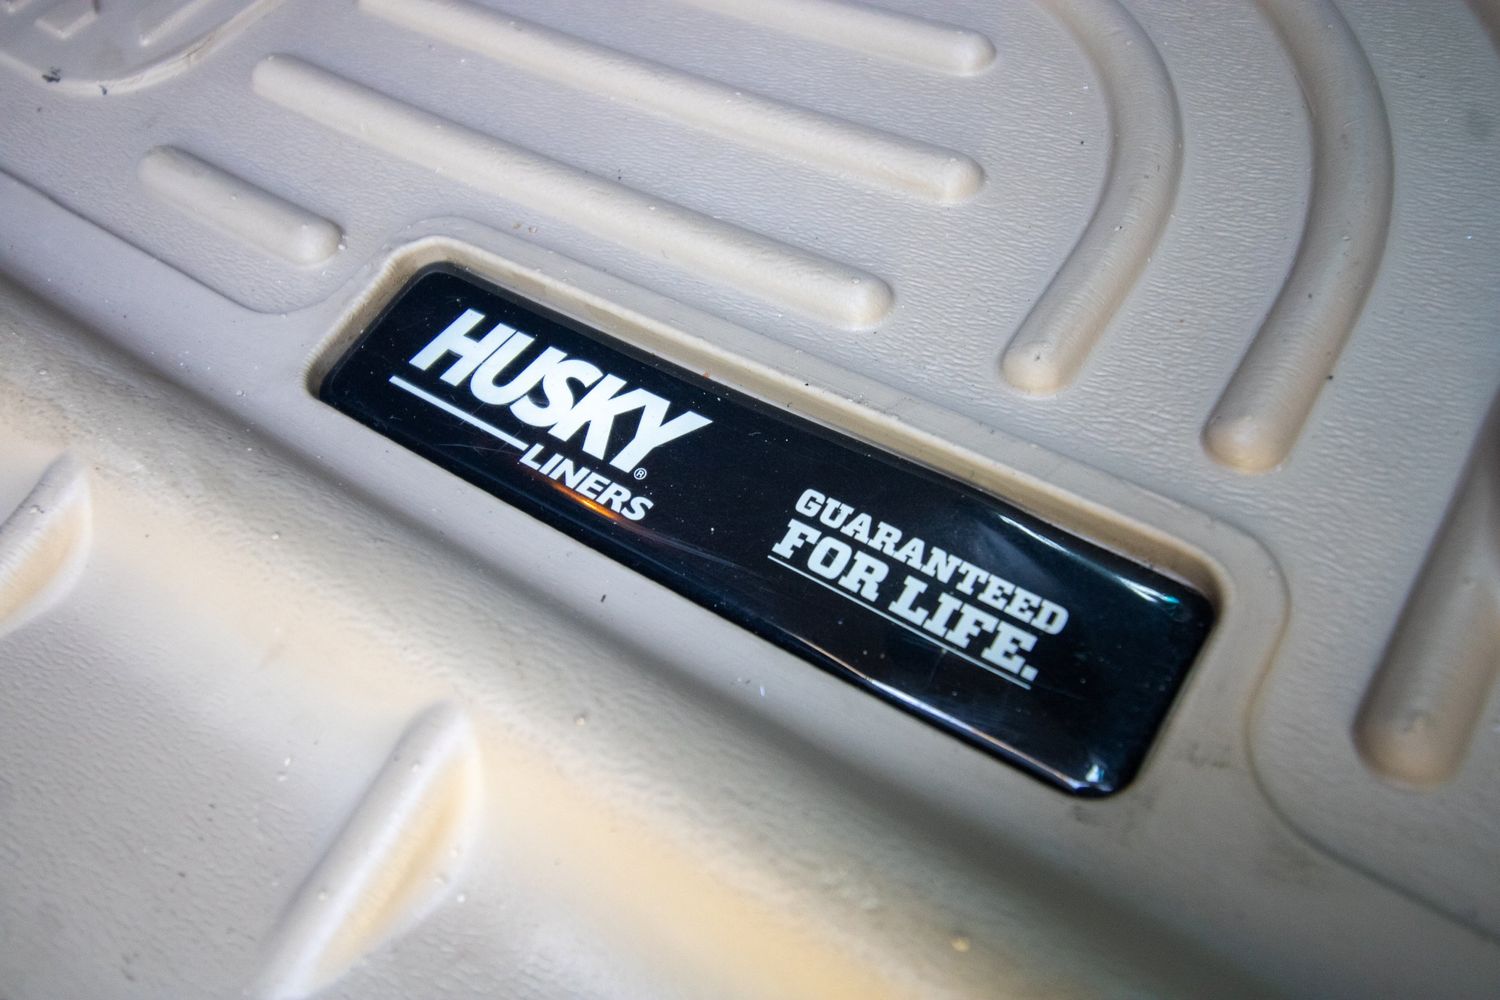 HUSKY®
LINERS
GUARANTEED
FOR LIFE.